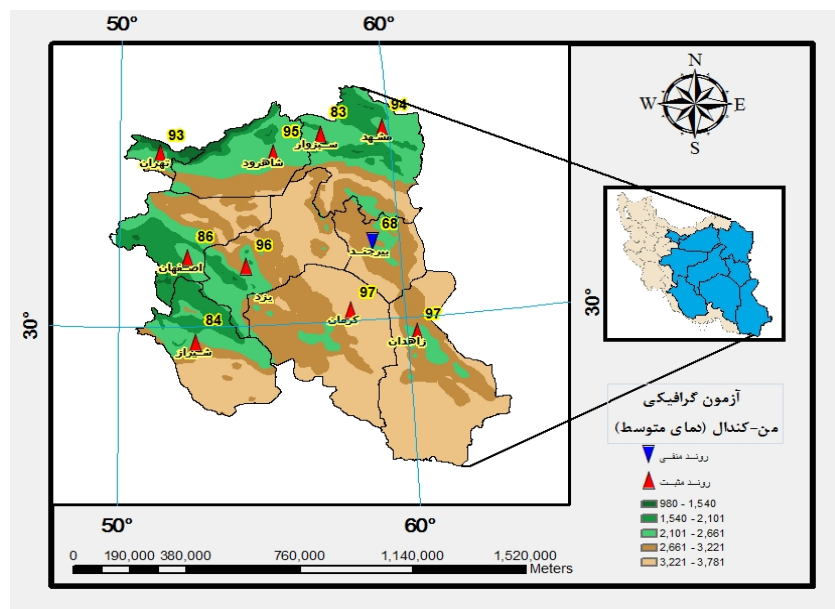 50°
60°
93
95
83
94
تهران
شاهرود
سبزوار
مشهد
N
W
E
S
86
96
68
اصفهان
یزد
بیرجند
84
97
97
شیراز
کرمان
زاهدان
30°
30°
50°
60°
آزمون گرافیکی
من-کندال (دمای متوسط)
روند منفی
روند مثبت
980 - 1,540
1,540 - 2,101
2,101 - 2,661
2,661 - 3,221
3,221 - 3,781
0 190,000 380,000 760,000 1,140,000 1,520,000
Meters